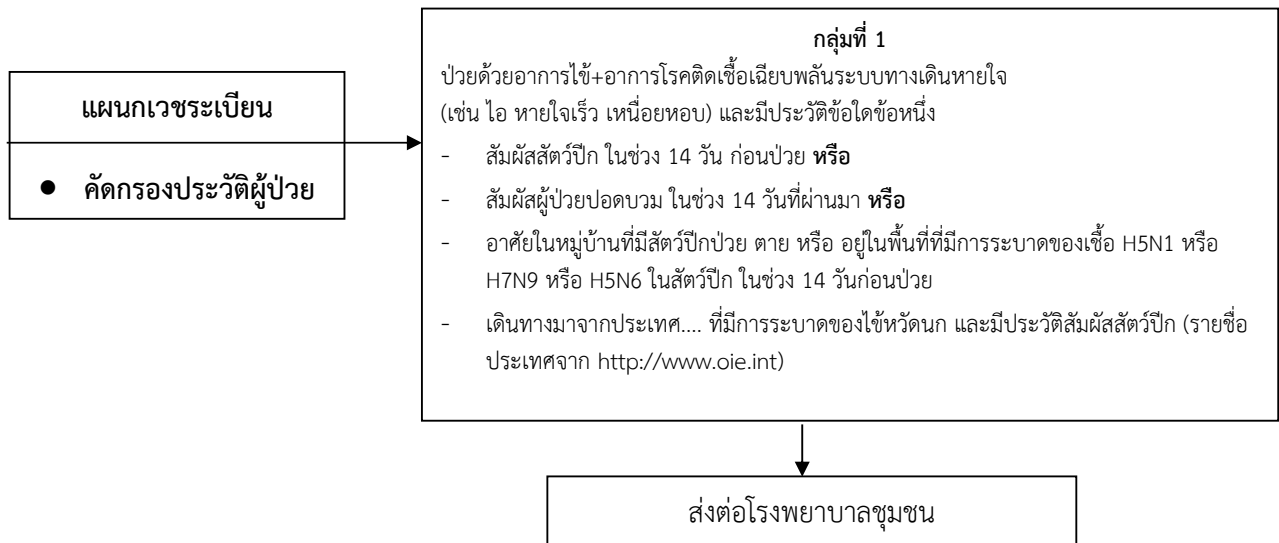 แผนกเวชระเบียน
● คัดกรองประวัติผู้ป่วย
กลุ่มที่ 1
ป่วยด้วยอาการไข้+อาการโรคติดเชื้อเฉียบพลันระบบทางเดินหายใจ
(เช่น ไอ หายใจเร็ว เหนื่อยหอบ) และมีประวัติข้อใดข้อหนึ่ง
- สัมผัสสัตว์ปีก ในช่วง 14 วัน ก่อนป่วย หรือ
- สัมผัสผู้ป่วยปอดบวม ในช่วง 14 วันที่ผ่านมา หรือ
- อาศัยในหมู่บ้านที่มีสัตว์ปีกป่วย ตาย หรือ อยู่ในพื้นที่ที่มีการระบาดของเชื้อ H5N1 หรือ
H7N9 หรือ H5N6 ในสัตว์ปีก ในช่วง 14 วันก่อนป่วย
- เดินทางมาจากประเทศ.... ที่มีการระบาดของไข้หวัดนก และมีประวัติสัมผัสสัตว์ปีก (รายชื่อ
ประเทศจาก http://www.oie.int)
ส่งต่อโรงพยาบาลชุมชน